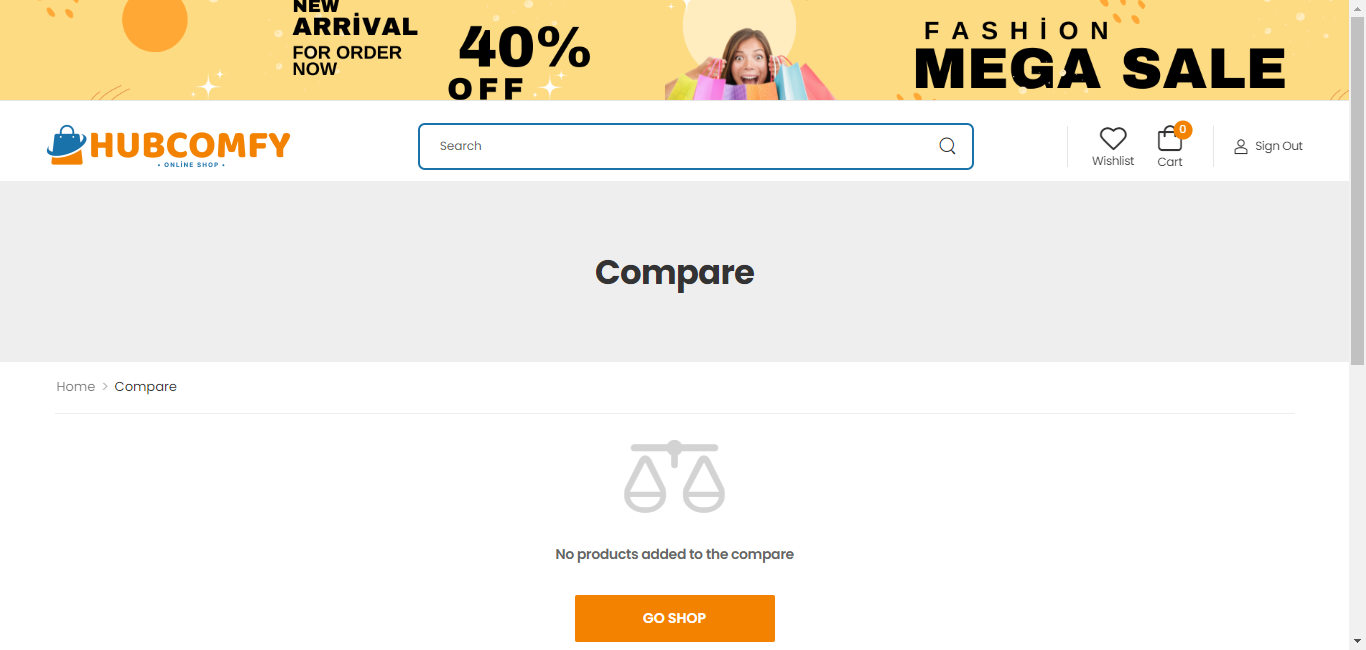 NEW
ARRİVAL
FOR ORDER
NOW
40%
OFF
FASHİON
MEGA SALE
HUBCOMFY
• ONLİNE SHOP •
Search
Wishlist
0
Cart
Sign Out
Compare
Home > Compare
No products added to the compare
GO SHOP